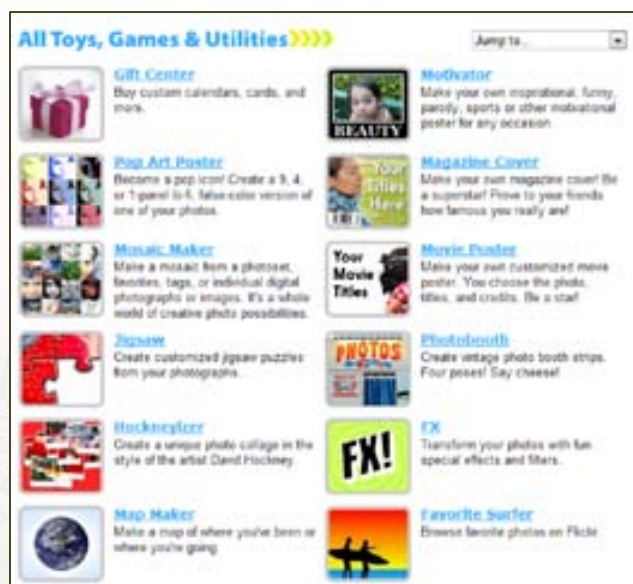 All Toys, Games & Utilities
Jump to...
Gift Center
Buy custom calendars, cards, and
more.
Motivator
Make your own inspirational, funny,
parody, sports or other motivational
poster for any occasion
BEAUTY
Pop Art Poster
Become a pop icon! Create a 9, 4,
or 1-panel lo-fi, false-color version of
one of your photos.
Magazine Cover
Make your own magazine cover! Be
a superstar! Prove to your friends
how famous you really are!
Your
Titles
Here
Mosaic Maker
Make a mosaic from a photoset,
favorites, tags, or individual digital
photographs or images. It's a whole
world of creative photo possibilities.
Your
Movie
Titles
Movie Poster
Make your own customized movie
poster. You choose the photo,
titles, and credits. Be a star!
Jigsaw
Create customized jigsaw puzzles
from your photographs.
PHOTOS
Photobooth
Create vintage photo booth strips.
Four poses! Say cheese!
Hockneyizer
Create a unique photo collage in the
style of the artist David Hockney.
FX!
FX
Transform your photos with fun
special effects and filters.
Map Maker
Make a map of where you've been or
where you're going.
Favorite Surfer
Browse favorite photos on Flickr.